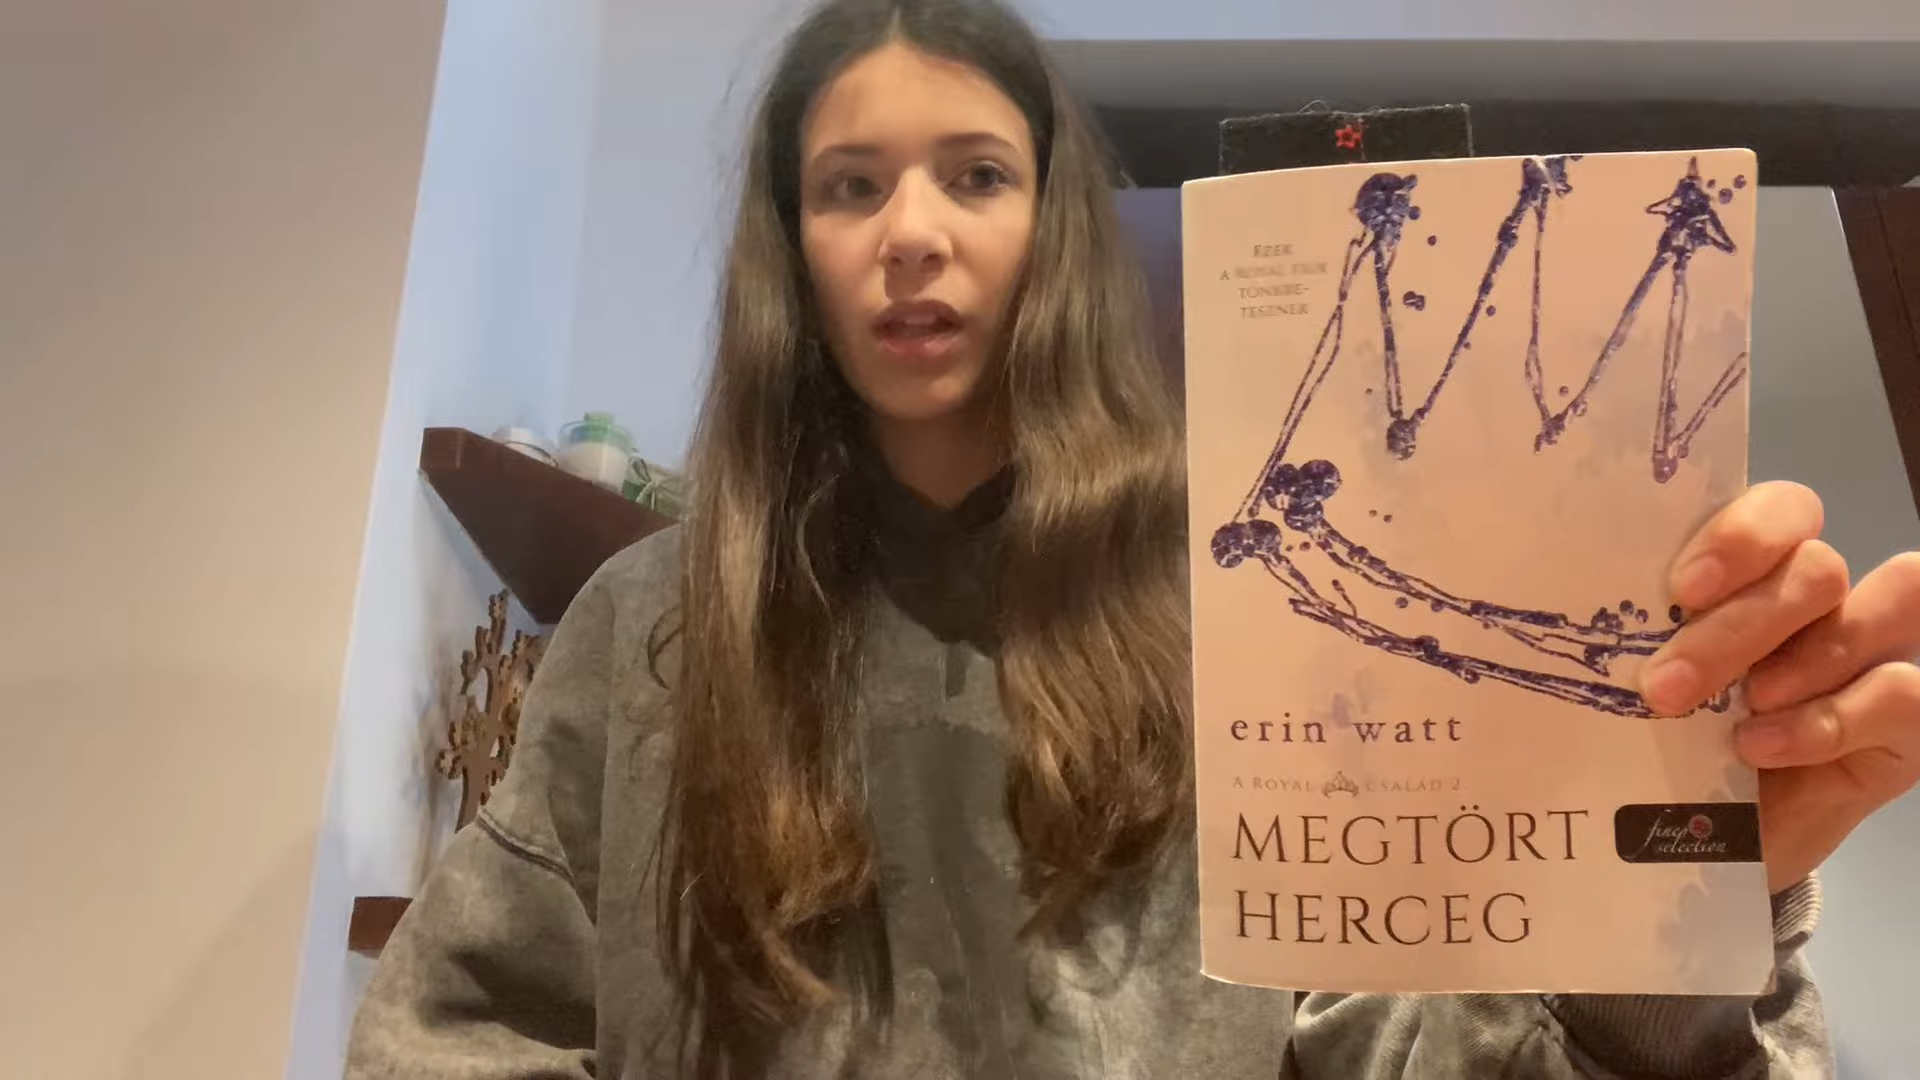 EZEK
A ROYAL FIÚK
TÖNKRE-
TESZNEK
erin watt
A ROYAL CSALÁD 2.
MEGTÖRT
HERCEG
fine
selection